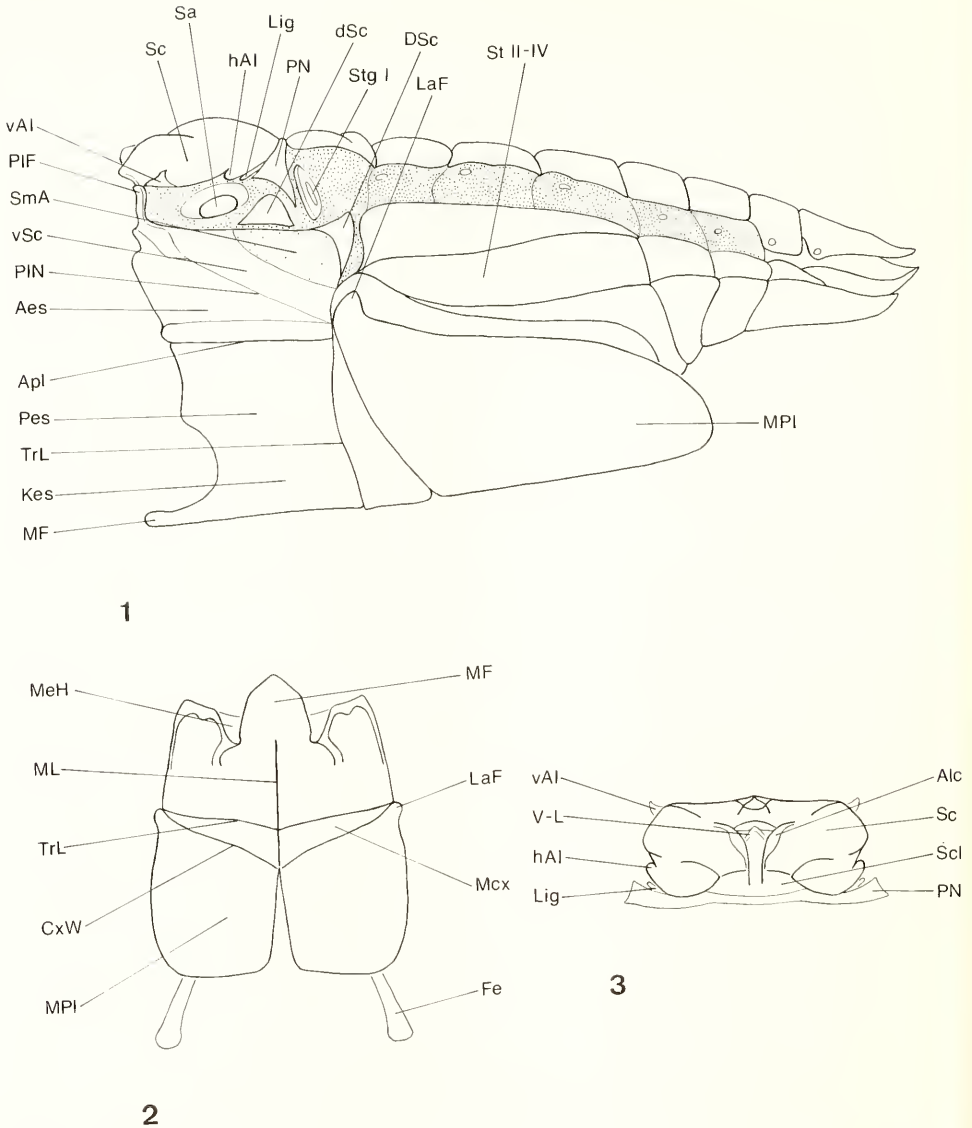 Sa
Lig
dSc
DSc
St II-IV
Sc
hAl
PN
Stg I
LaF
vAl
PlF
SmA
vSc
PlN
Aes
Apl
Pes
TrL
Kes
MF
MPl
1
MeH
MF
ML
LaF
TrL
Mcx
CxW
MPl
Fe
2
vAl
Alc
V-L
Sc
hAl
Scl
Lig
PN
3